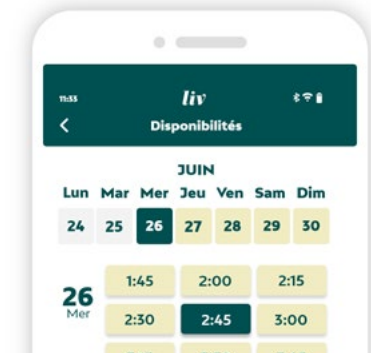 11:33
liv
Disponibilités
JUIN
Lun Mar Mer Jeu Ven Sam Dim
24 25 26 27 28 29 30
26
Mer
1:45 2:00 2:15
2:30 2:45 3:00